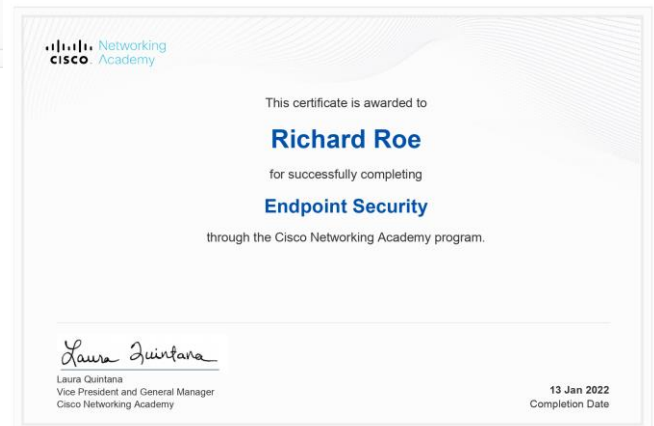 Networking
CISCO Academy
This certificate is awarded to
Richard Roe
for successfully completing
Endpoint Security
through the Cisco Networking Academy program.
Laura Quintana
Laura Quintana
Vice President and General Manager
Cisco Networking Academy
13 Jan 2022
Completion Date